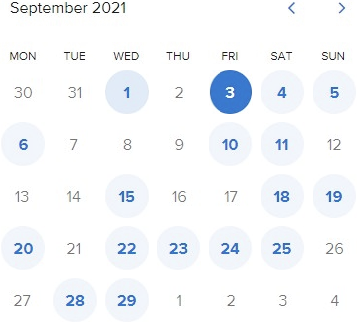 September 2021
MON TUE WED THU FRI SAT SUN
30 31 1 2 3 4 5
6 7 8 9 10 11 12
13 14 15 16 17 18 19
20 21 22 23 24 25 26
27 28 29 1 2 3 4